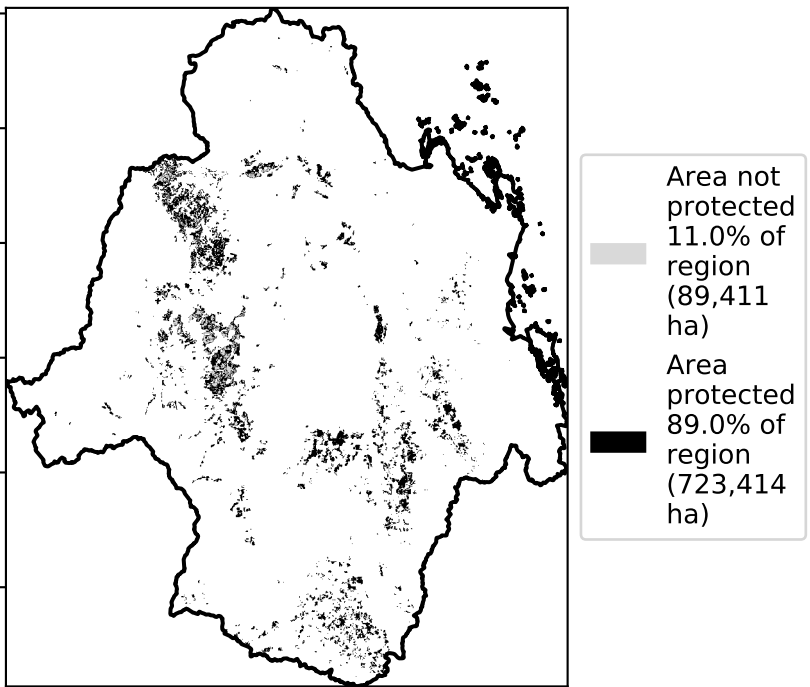 Area not
protected
11.0% of
region
(89,411
ha)
Area
protected
89.0% of
region
(723,414
ha)